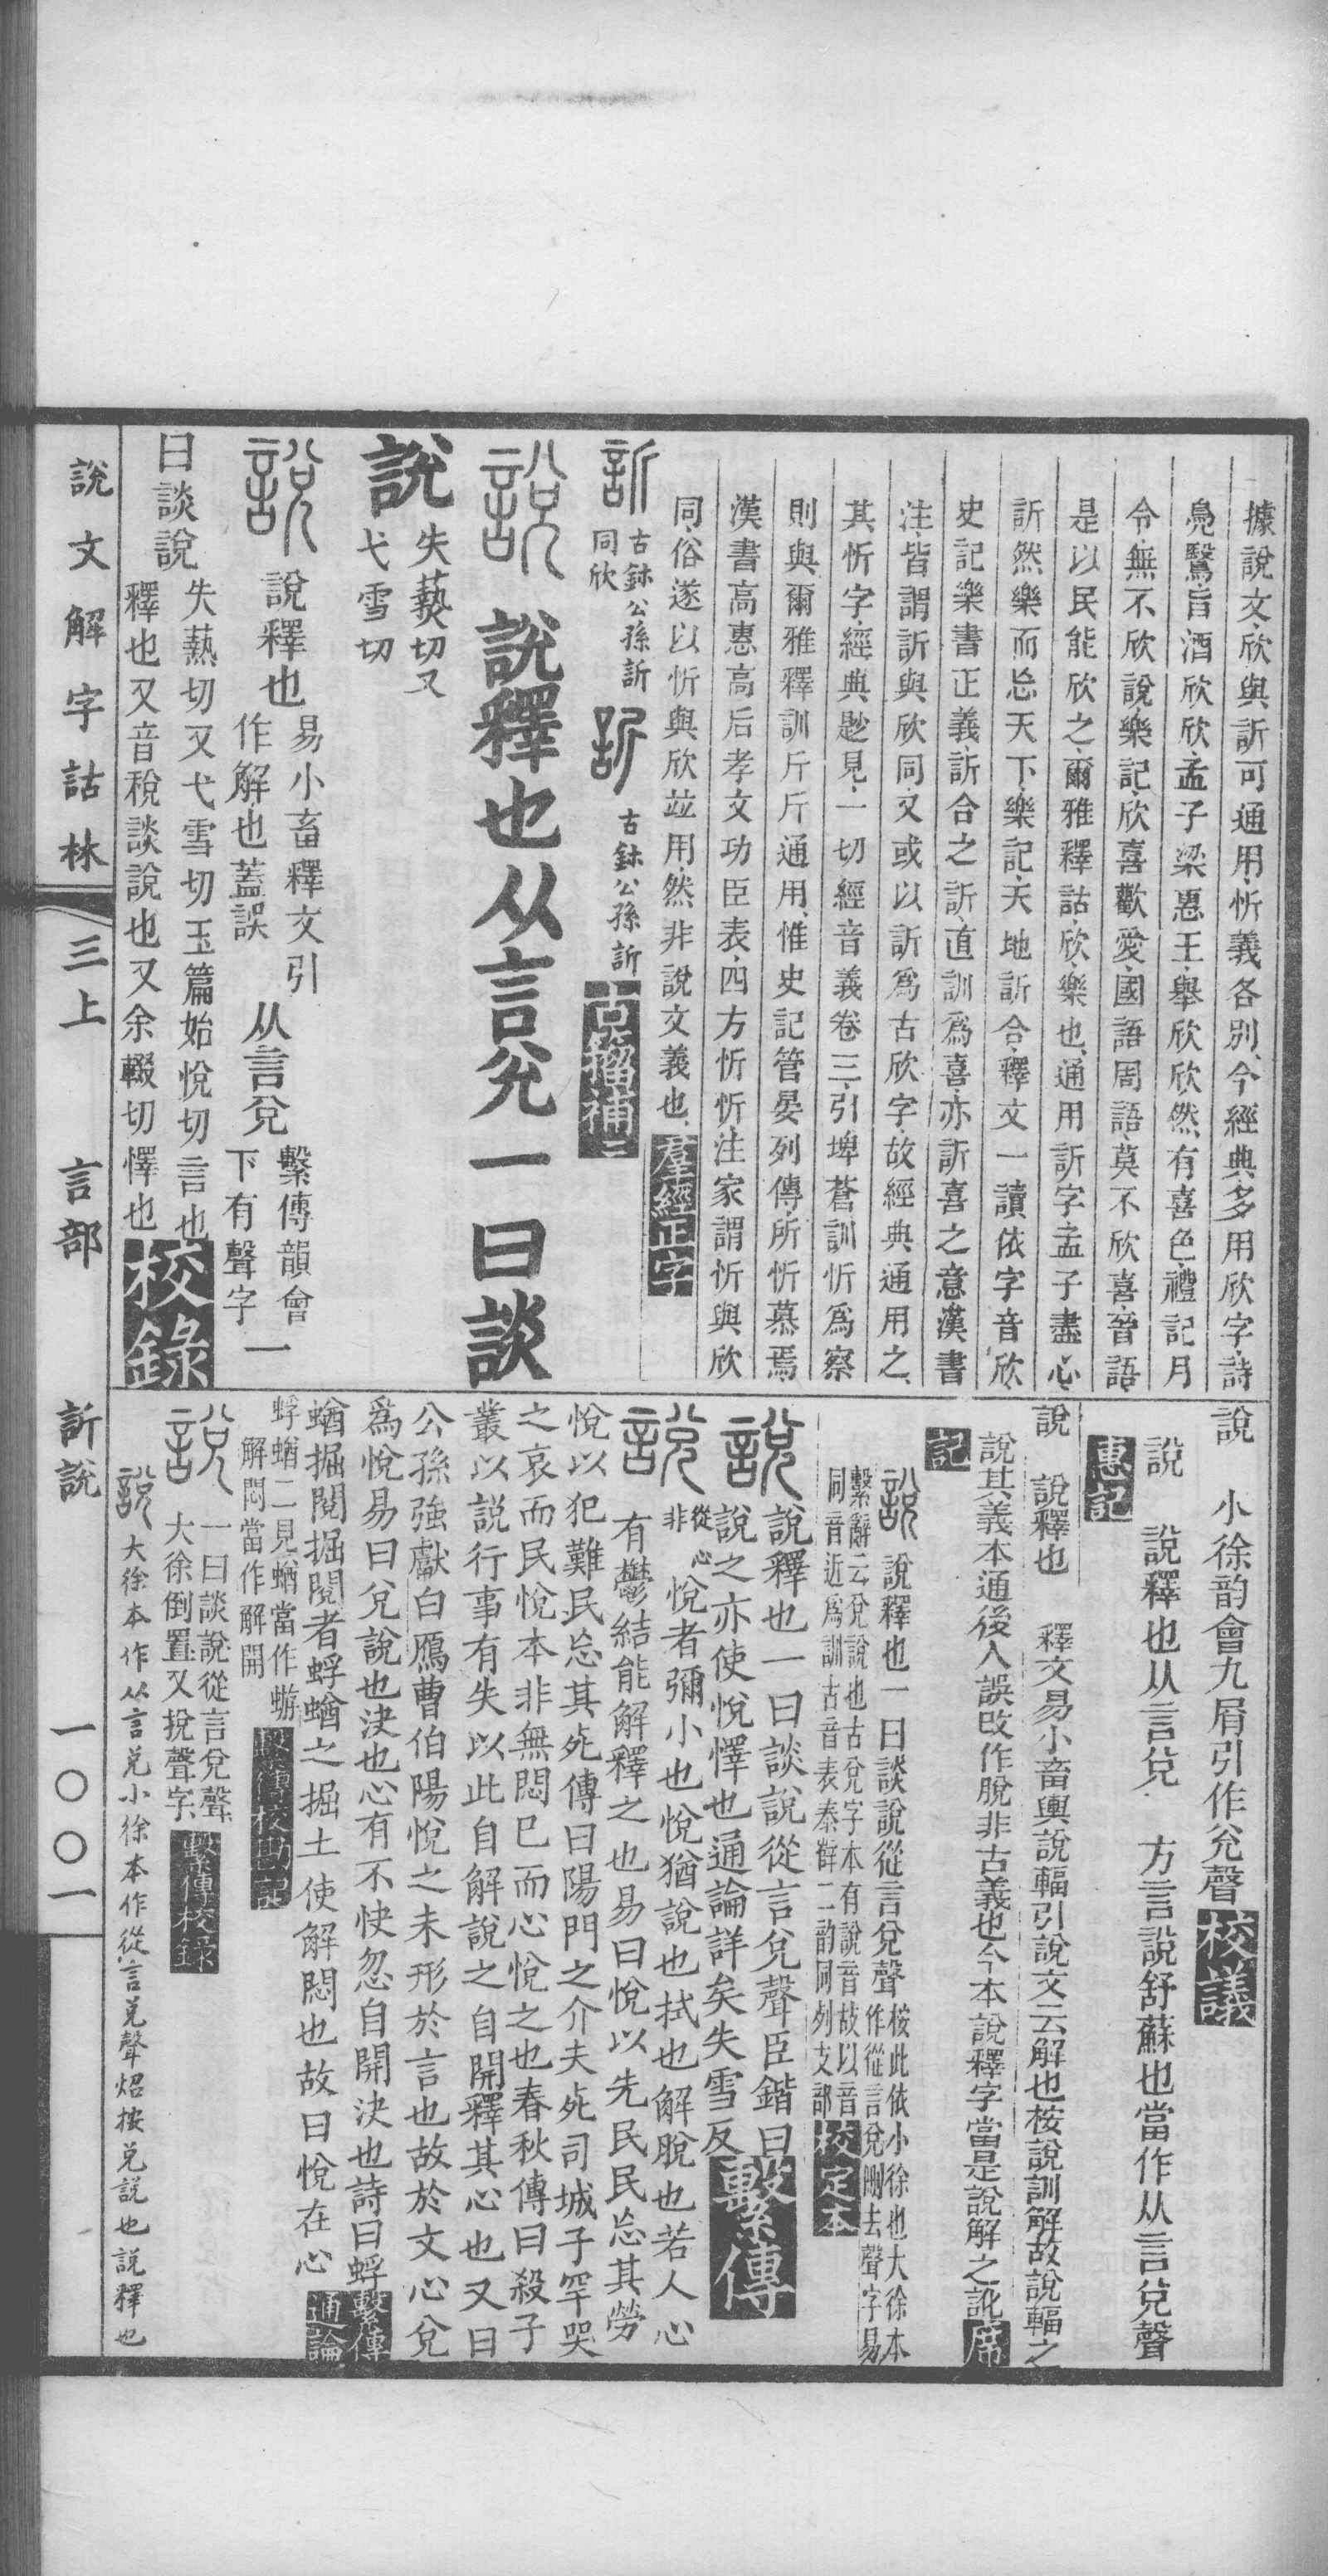 據說文欣與訢可通用忻義各別今經典多用欣字詩
鳧鷖旨酒欣欣孟子梁惠王舉欣欣然有喜色禮記月
令無不欣說樂記欣喜歡愛國語周語莫不欣喜晉語
是以民能欣之爾雅釋詁欣樂也通用訢字孟子盡心
訢然樂而忘天下樂記天地訢合釋文一讀依字音欣
史記樂書正義訢合之訢直訓爲喜亦訢喜之意漢書
注皆謂訢與欣同又或以訢爲古欣字故經典通用之
其忻字經典尟見一切經音義卷三引埤蒼訓忻爲察
則與爾雅釋訓斤斤通用惟史記管晏列傳所忻慕焉
漢書高惠高后孝文功臣表四方忻忻注家謂忻與欣
同俗遂以忻與欣竝用然非說文義也羣經正字
訢
古鉥公孫訢
同欣
訢
古鉥公孫訢
古籀補二
說 說釋也从言兌一曰談
說
失爇切又
弋雪切
說 說釋也
易小畜釋文引
作解也蓋誤
从言兌
繫傳韻會
下有聲字
一
曰談說
失熱切又弋雪切玉篇始悅切言也
釋也又音稅談說也又余輟切懌也
校錄
說 小徐韵會九屑引作兌聲校議
說 說釋也从言兌 方言說舒蘇也當作从言兌聲
惠記
說 說釋也 釋文易小畜輿說輻引說文云解也桉說訓解故說輻之
說其義本通後人誤改作脫非古義也今本說釋字當是說解之訛席
記
說 說釋也一曰談說從言兌聲
桉此依小徐也大徐本
作從言兌刪去聲字易
繫辭云兌說也古兌字本有說音故以音
同音近爲訓古音表泰辥二韵同列支部
校定本
說 說釋也一曰談說從言兌聲臣鍇曰
說之亦使悅懌也通論詳矣失雪反繫傳
說
從心
非
悅者彌小也悅猶說也拭也解脫也若人心
有鬱結能解釋之也易曰悅以先民民忘其勞
悅以犯難民忘其死傳曰陽門之介夫死司城子罕哭
之哀而民悅本非無悶已而心悅之也春秋傳曰殺子
叢以說行事有失以此自解說之自開釋其心也又曰
公孫強獻白鴈曹伯陽悅之未形於言也故於文心兌
爲悅易曰兌說也決也心有不快忽自開決也詩曰蜉
蝤掘閱掘閱者蜉蝤之掘土使解悶也故曰悅在心
繫傳
通論
蜉蝤二見蝤當作蝣
解悶當作解開
繫傳校勘記
說
一曰談說從言兌聲
大徐倒置又挩聲字
繫傳校錄
說 大徐本作从言兌小徐本作從言兌聲炤按兌說也說釋也
說文解字詁林
三上
言部
訢說
一〇〇一